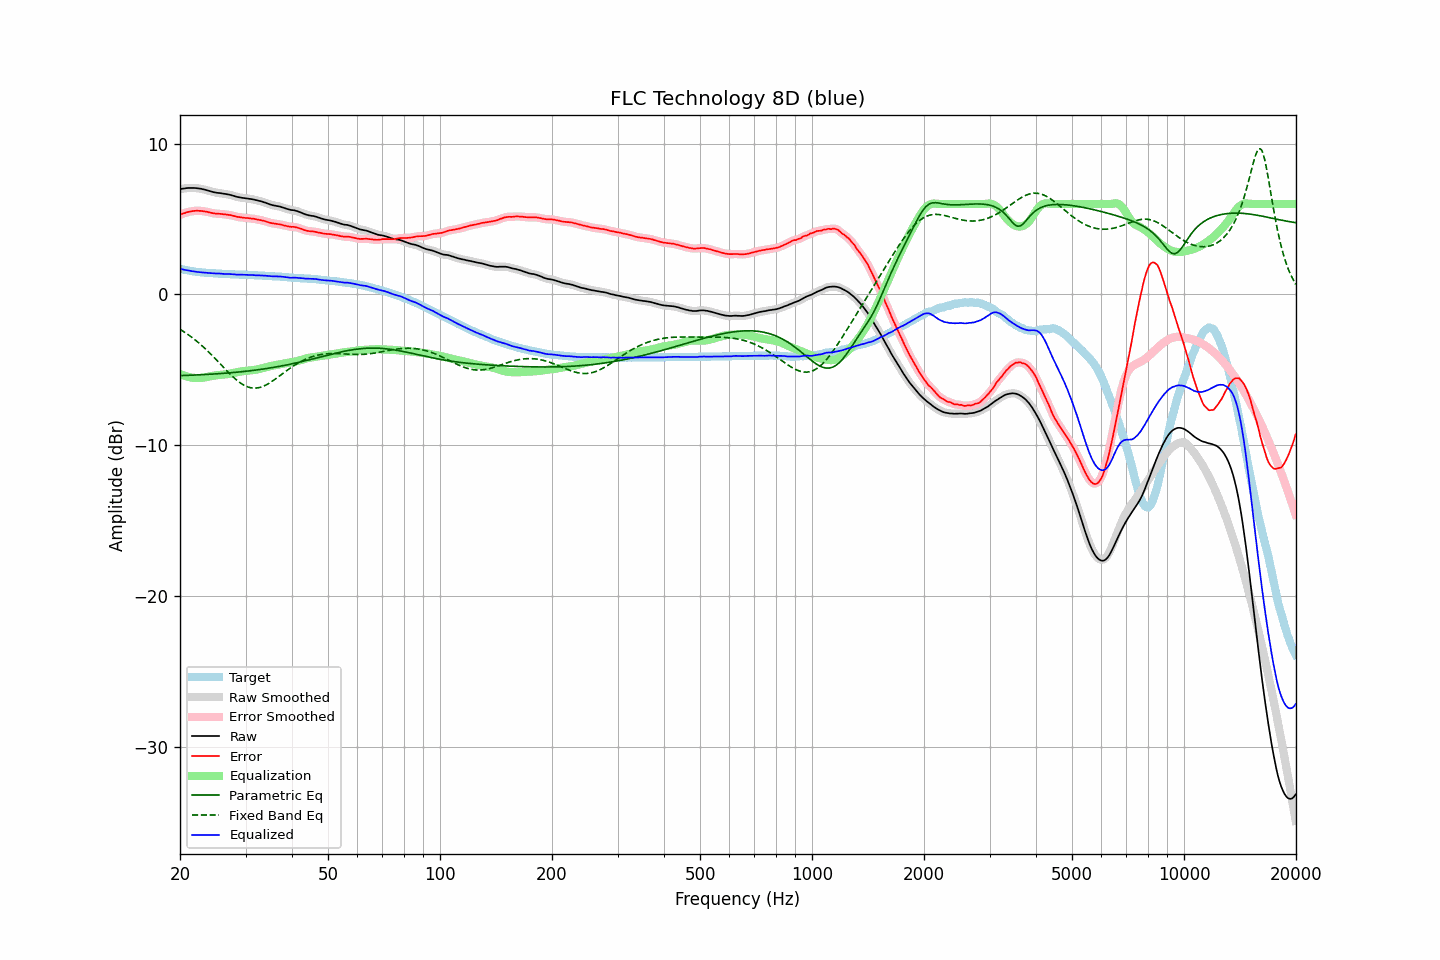 FLC Technology 8D (blue)
Amplitude (dBr)
10
0
−10
−20
−30
Target
Raw Smoothed
Error Smoothed
Raw
Error
Equalization
Parametric Eq
Fixed Band Eq
Equalized
20 50 100 200 500 1000 2000 5000 10000 20000
Frequency (Hz)